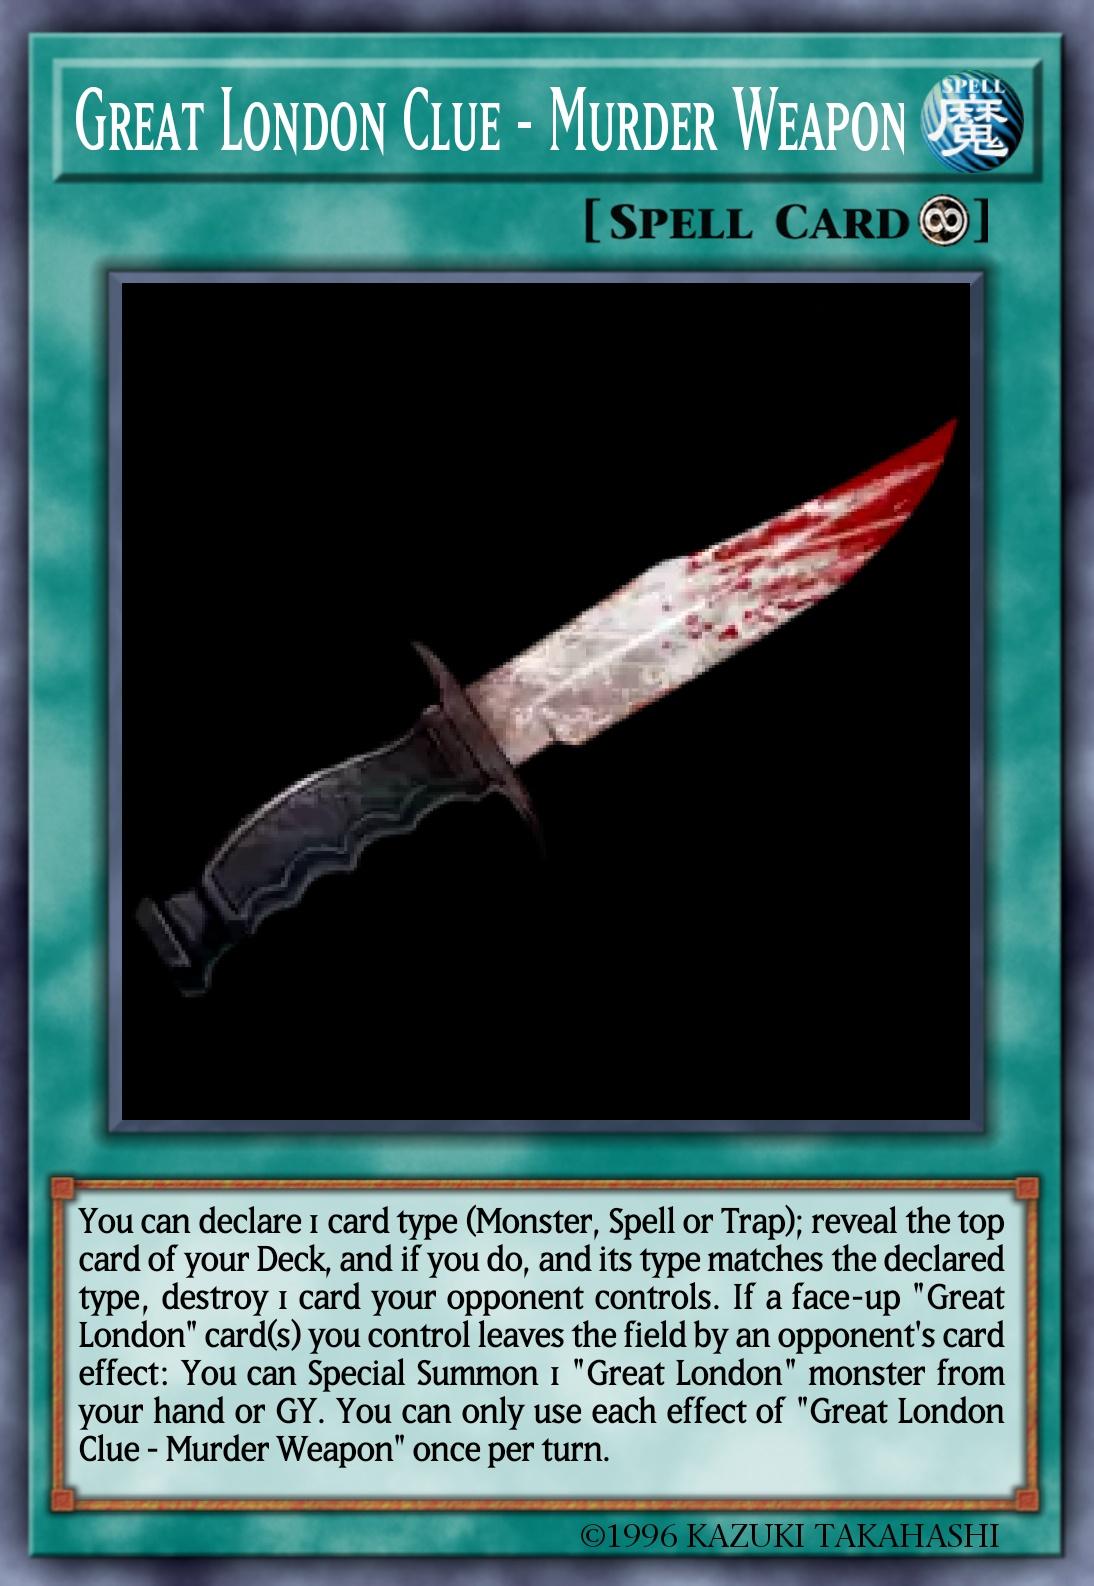 Great London Clue - Murder Weapon
SPELL
魔
[Spell Card]
You can declare 1 card type (Monster, Spell or Trap); reveal the top
card of your Deck, and if you do, and its type matches the declared
type, destroy 1 card your opponent controls. If a face-up "Great
London" card(s) you control leaves the field by an opponent's card
effect: You can Special Summon 1 "Great London" monster from
your hand or GY. You can only use each effect of "Great London
Clue - Murder Weapon" once per turn.
©1996 KAZUKI TAKAHASHI